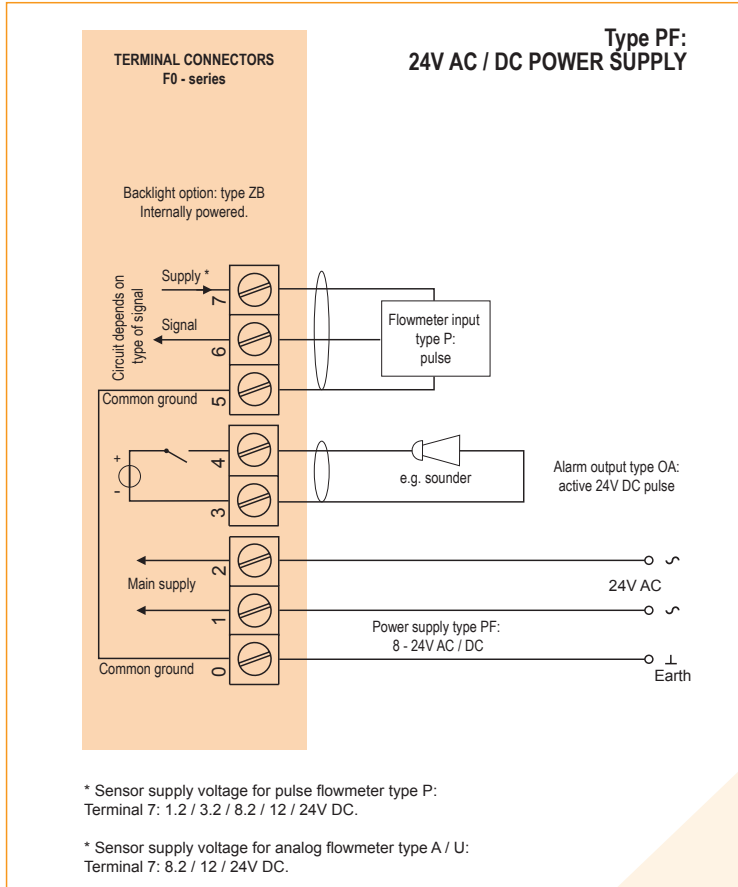 Type PF:
24V AC / DC POWER SUPPLY
TERMINAL CONNECTORS
F0 - series
Backlight option: type ZB
Internally powered.
Circuit depends on
type of signal
Supply *
7
Signal
6
Common ground
5
Flowmeter input
type P:
pulse
+
-
4
3
e.g. sounder
Alarm output type OA:
active 24V DC pulse
2
Main supply
1
24V AC
Power supply type PF:
8 - 24V AC / DC
Common ground
0
Earth
* Sensor supply voltage for pulse flowmeter type P:
Terminal 7: 1.2 / 3.2 / 8.2 / 12 / 24V DC.
* Sensor supply voltage for analog flowmeter type A / U:
Terminal 7: 8.2 / 12 / 24V DC.